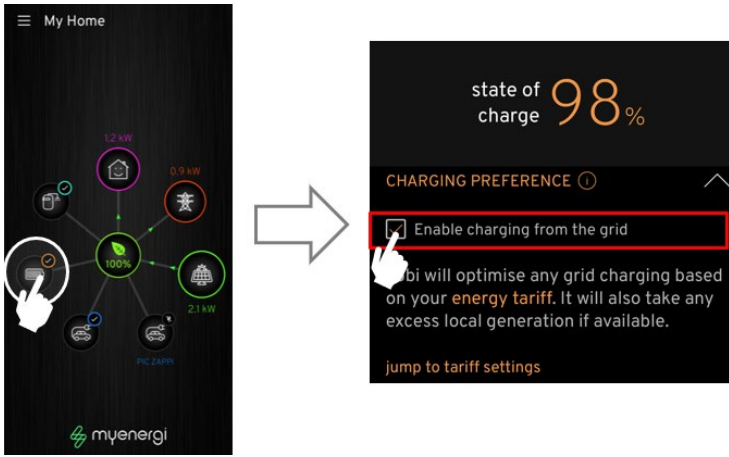 My Home
1.2 kW
0.9 kW
100%
2.1 kW
PIC ZAPPI
myenergi
state of
charge
98%
CHARGING PREFERENCE i
Enable charging from the grid
will optimise any grid charging based
on your energy tariff. It will also take any
excess local generation if available.
jump to tariff settings